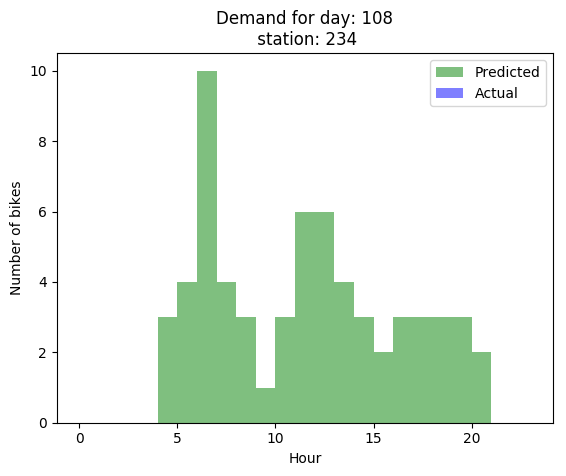 Demand for day: 108
station: 234
Predicted
Actual
Number of bikes
10
8
6
4
2
0
0 5 10 15 20
Hour